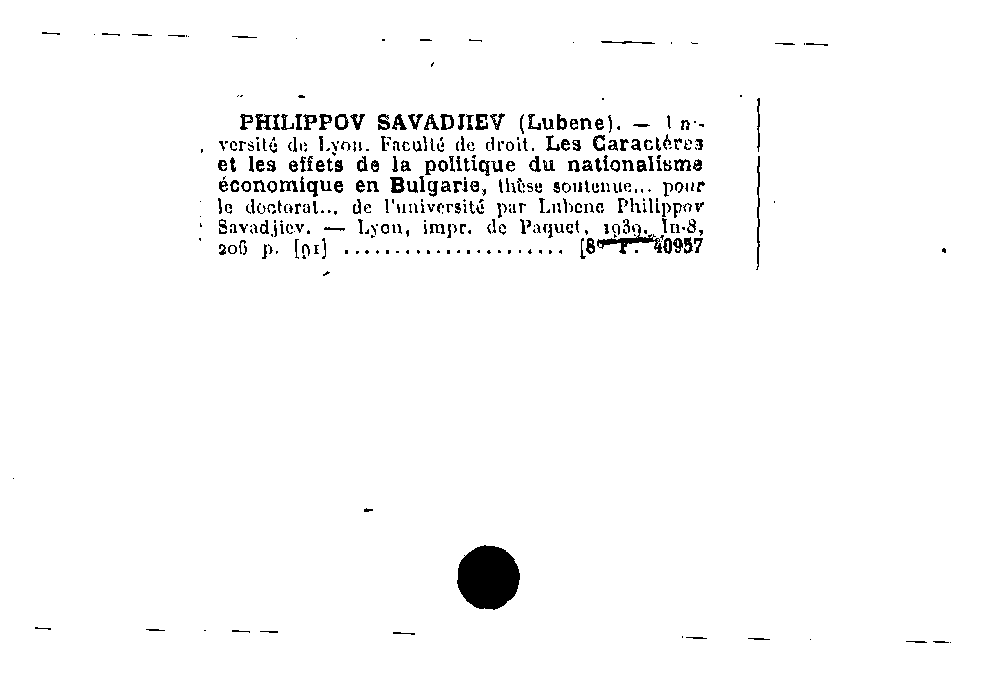 PHILIPPOV SAVADJIEV (Lubene). — Uni-
versité de Lyon. Faculté de droit. Les Caractères
et les effets de la politique du nationalisme
économique en Bulgarie, thèse soutenue... pour
le doctorat... de l'université par Lubene Philippov
Savadjiev. — Lyon, impr. de Paquet, 1939. In-8,
206 p. [91] ..................... [8° F. 40957